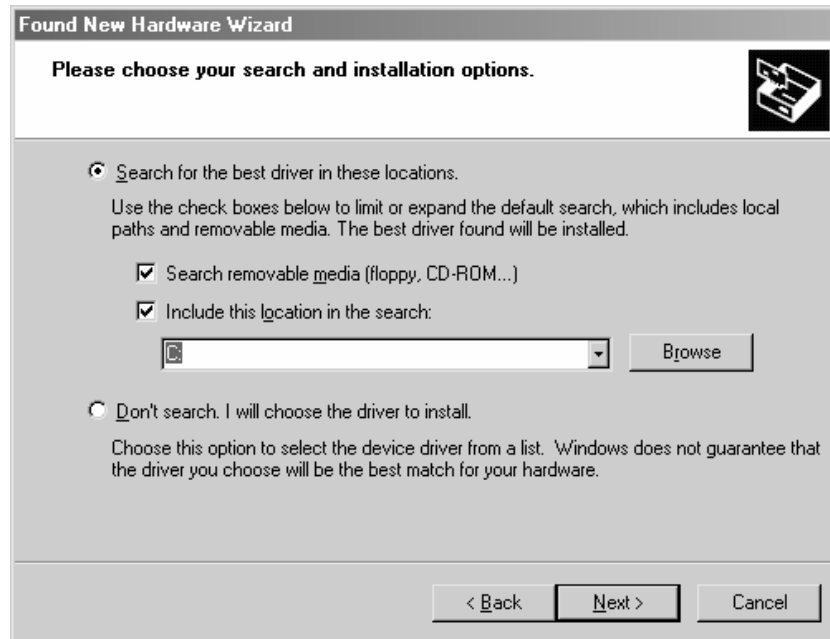 Found New Hardware Wizard
Please choose your search and installation options.
Search for the best driver in these locations.
Use the check boxes below to limit or expand the default search, which includes local
paths and removable media. The best driver found will be installed.
Search removable media (floppy, CD-ROM...)
Include this location in the search:
C:
Browse
Don't search. I will choose the driver to install.
Choose this option to select the device driver from a list. Windows does not guarantee that
the driver you choose will be the best match for your hardware.
< Back
Next >
Cancel